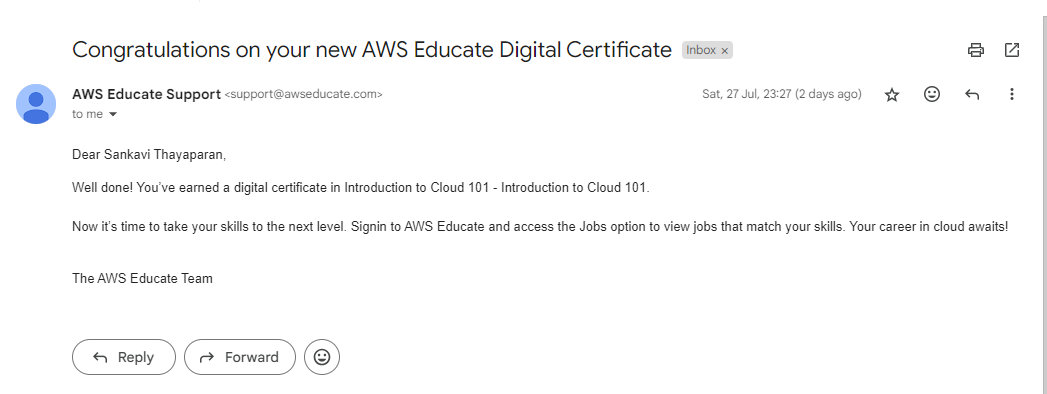 Congratulations on your new AWS Educate Digital Certificate Inbox ×
AWS Educate Support <support@awseducate.com> Sat, 27 Jul, 23:27 (2 days ago)
to me
Dear Sankavi Thayaparan,
Well done! You've earned a digital certificate in Introduction to Cloud 101 - Introduction to Cloud 101.
Now it's time to take your skills to the next level. Signin to AWS Educate and access the Jobs option to view jobs that match your skills. Your career in cloud awaits!
The AWS Educate Team
Reply Forward